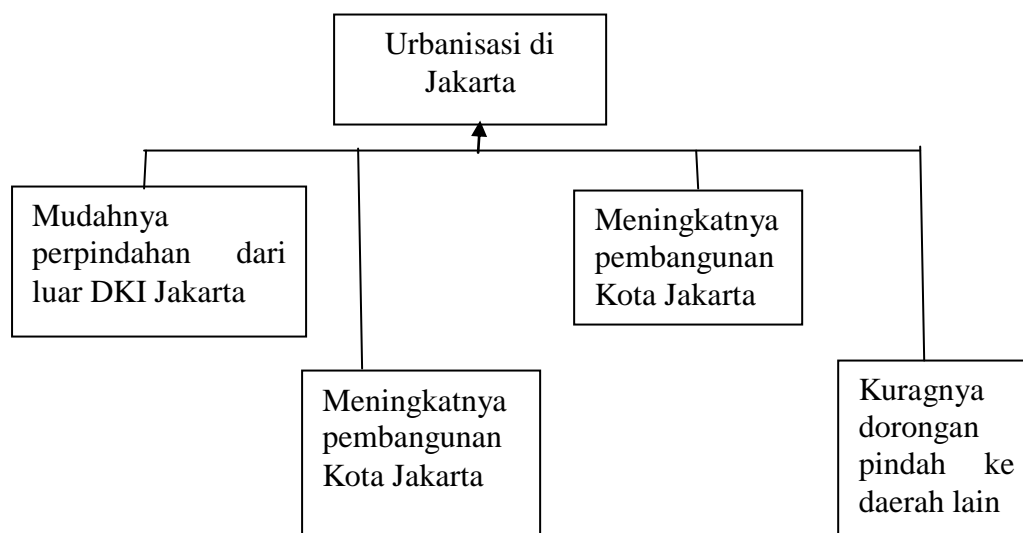 Urbanisasi di
Jakarta
Mudahnya
perpindahan dari
luar DKI Jakarta
Meningkatnya
pembangunan
Kota Jakarta
Meningkatnya
pembangunan
Kota Jakarta
Kuragnya
dorongan
pindah ke
daerah lain